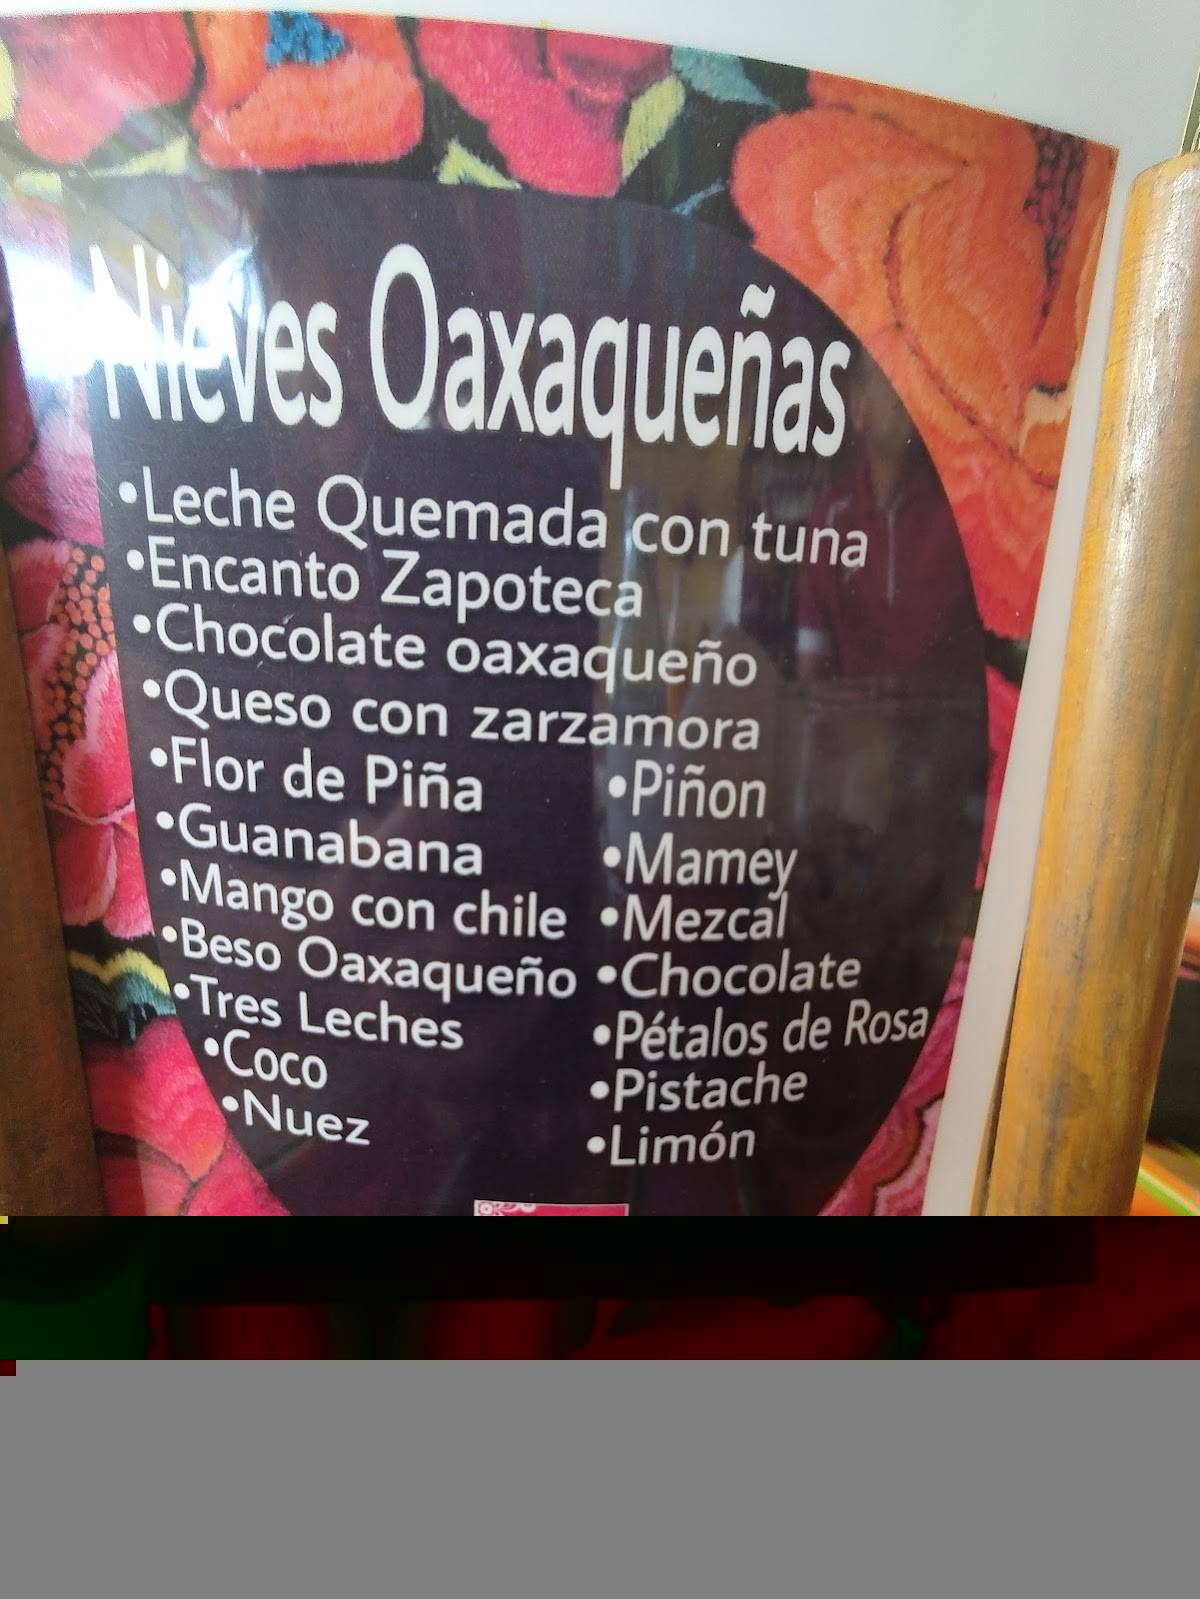 Nieves Oaxaqueñas
•Leche Quemada con tuna
•Encanto Zapoteca
•Chocolate oaxaqueño
•Queso con zarzamora
•Flor de Piña
•Guanabana
•Mango con chile
•Beso Oaxaqueño
•Tres Leches
•Coco
•Nuez
•Piñon
•Mamey
•Mezcal
•Chocolate
•Pétalos de Rosa
•Pistache
•Limón